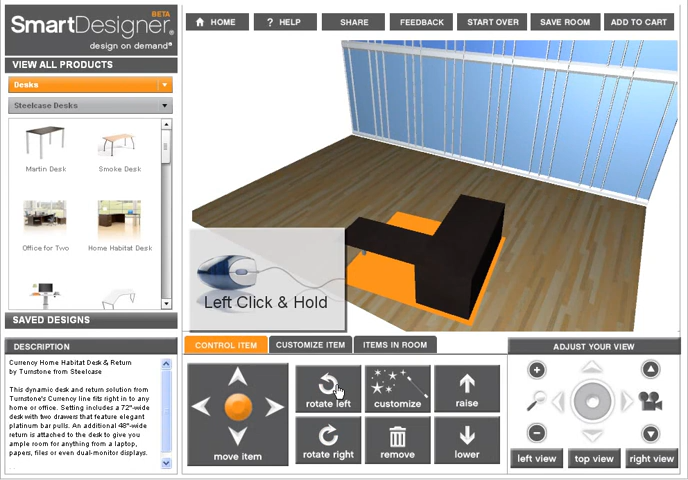 BETA
SmartDesigner®
design on demand®
HOME
HELP
SHARE
FEEDBACK
START OVER
SAVE ROOM
ADD TO CART
VIEW ALL PRODUCTS
Desks
Steelcase Desks
Martin Desk
Smoke Desk
Office for Two
Home Habitat Desk
SAVED DESIGNS
Left Click & Hold
DESCRIPTION
Currency Home Habitat Desk & Return
by Turnstone from Steelcase
This dynamic desk and return solution from
Turnstone's Currency line fits right in to any
home or office. Setting includes a 72"-wide
desk with two drawers that feature elegant
platinum bar pulls. An additional 48"-wide
return is attached to the desk to give you
ample room for anything from a laptop,
papers, files or even dual-monitor displays.
CONTROL ITEM
CUSTOMIZE ITEM
ITEMS IN ROOM
move item
rotate left
customize
raise
rotate right
remove
lower
ADJUST YOUR VIEW
left view
top view
right view